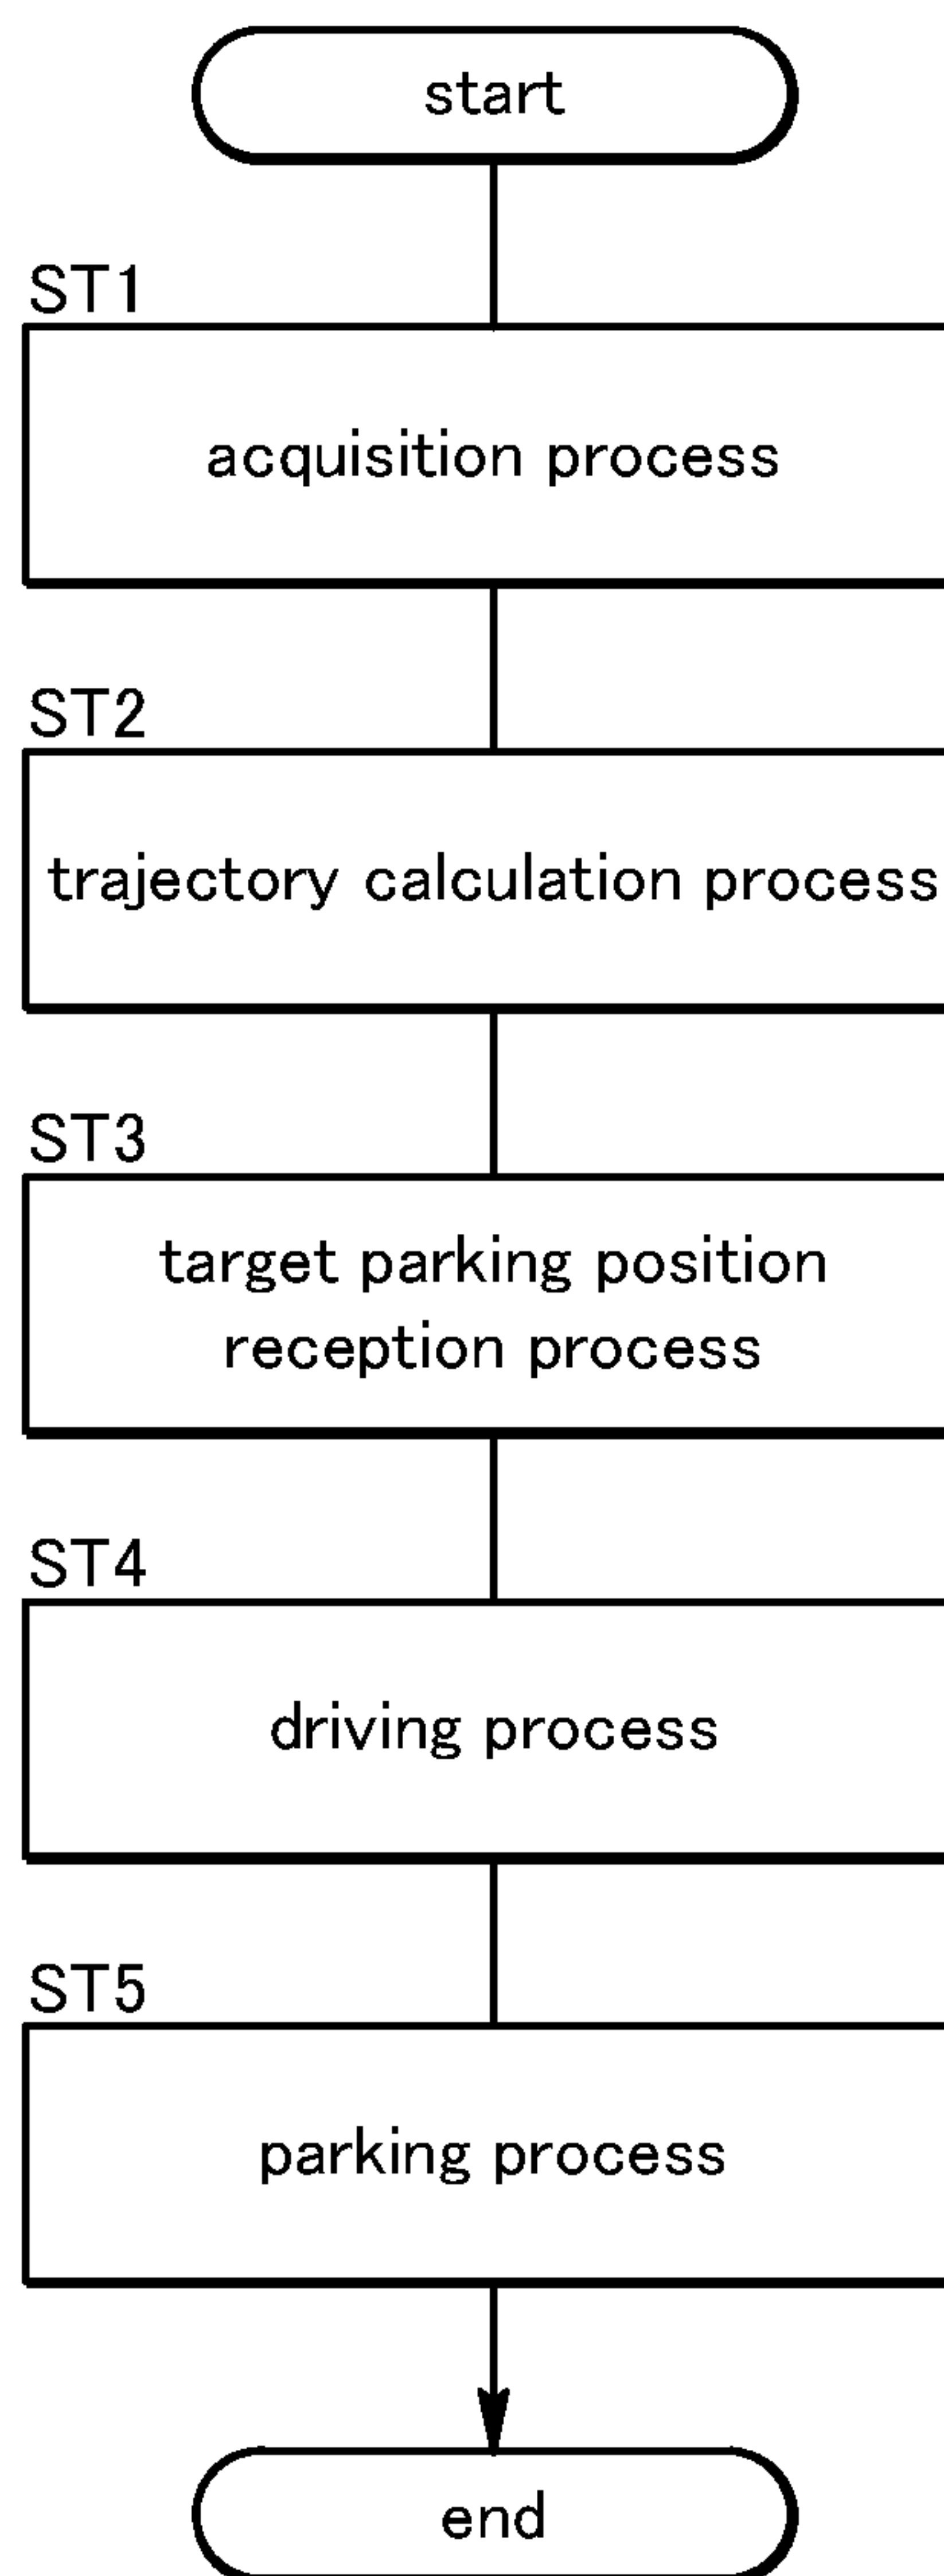 start
ST1
acquisition process
ST2
trajectory calculation process
ST3
target parking position
reception process
ST4
driving process
ST5
parking process
end